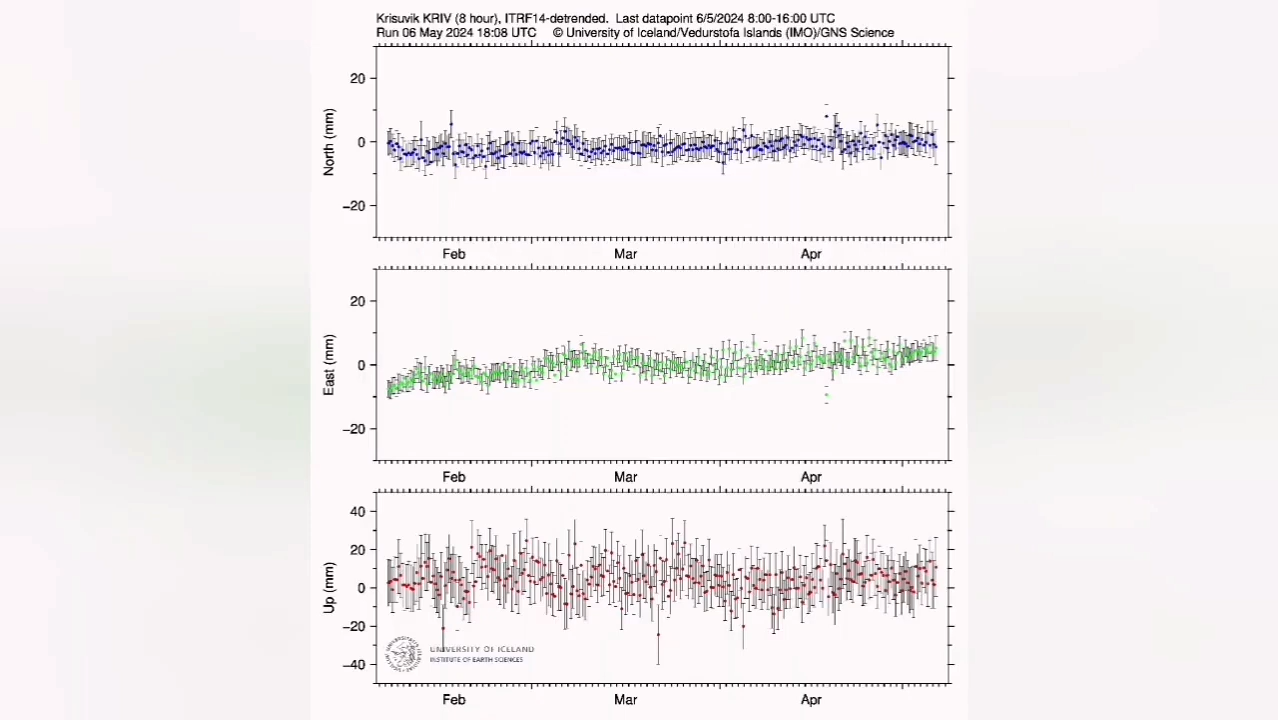 Krisuvik KRIV (8 hour), ITRF14-detrended. Last datapoint 6/5/2024 8:00-16:00 UTC
Run 06 May 2024 18:08 UTC © University of Iceland/Vedurstofa Islands (IMO)/GNS Science
20
0
−20
North (mm)
Feb Mar Apr
20
0
−20
East (mm)
Feb Mar Apr
40
20
0
−20
−40
Up (mm)
UNIVERSITY OF ICELAND
INSTITUTE OF EARTH SCIENCES
Feb Mar Apr